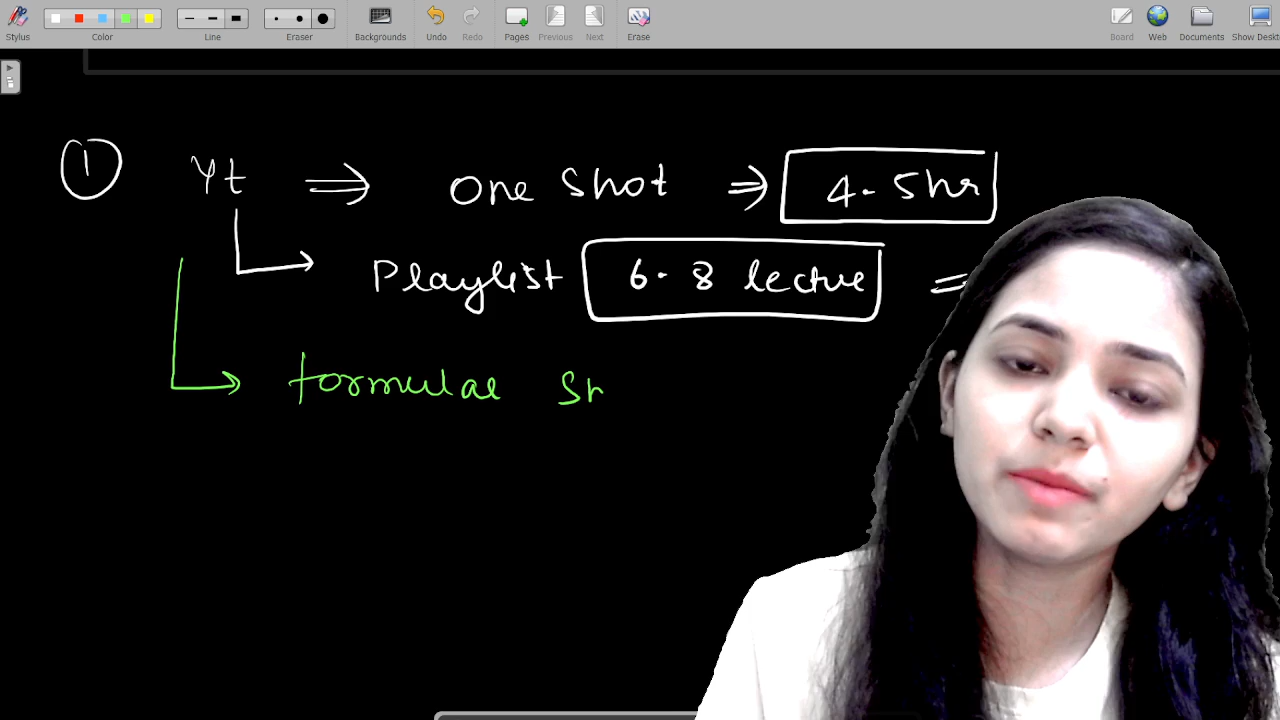 Stylus
Color
Line
Eraser
Backgrounds
Undo
Redo
Pages
Previous
Next
Erase
Board
Web
Documents
Show Deskt
1 Yt ⇒ One Shot ⇒ 4-5hr
Playlist 6-8 lectue =
formulae Sh